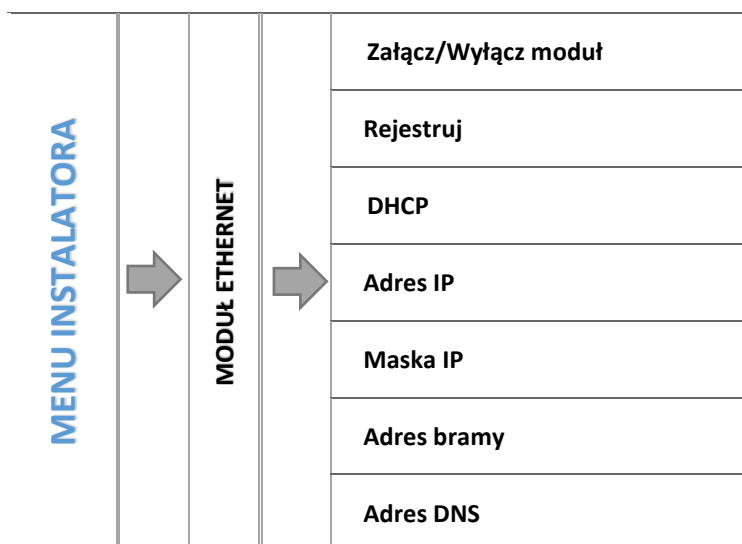 MENU INSTALATORA
MODUŁ ETHERNET
Załącz/Wyłącz moduł
Rejestruj
DHCP
Adres IP
Maska IP
Adres bramy
Adres DNS